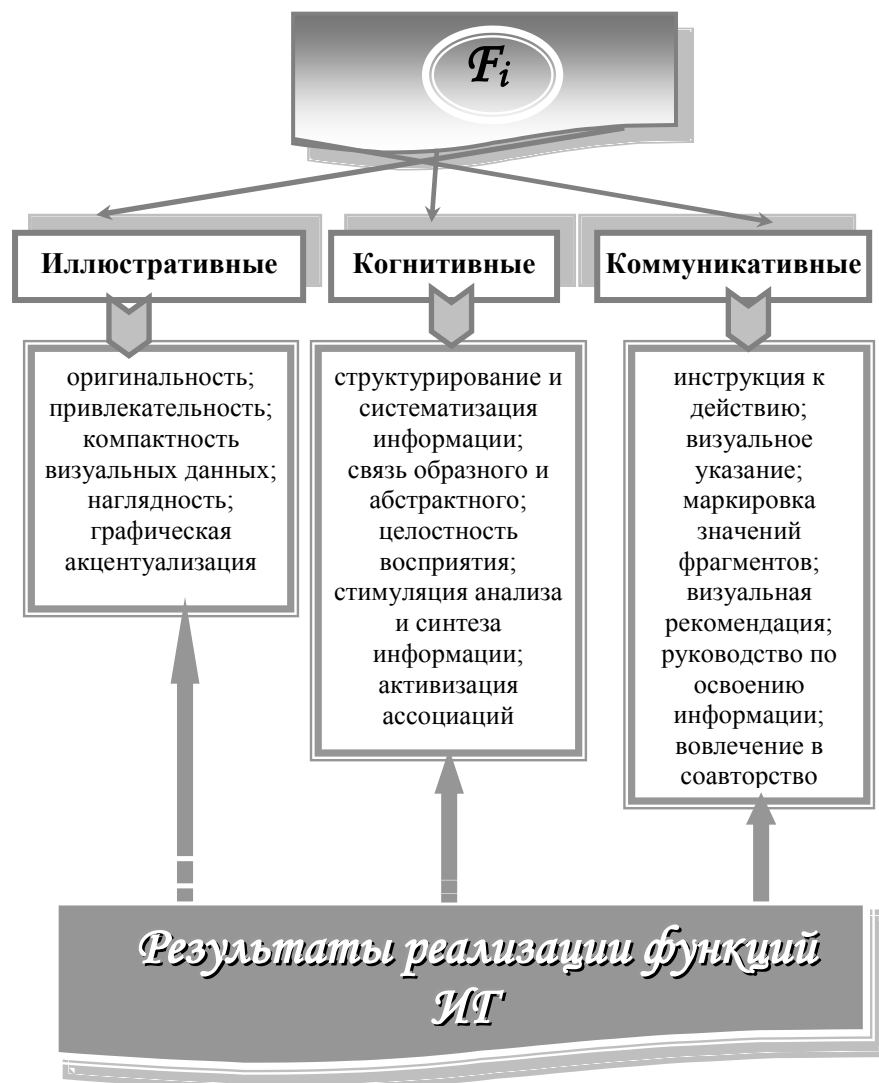 Fi
Иллюстративные
Когнитивные
Коммуникативные
оригинальность;
привлекательность;
компактность
визуальных данных;
наглядность;
графическая
акцентуализация
структурирование и
систематизация
информации;
связь образного и
абстрактного;
целостность
восприятия;
стимуляция анализа
и синтеза
информации;
активизация
ассоциаций
инструкция к
действию;
визуальное
указание;
маркировка
значений
фрагментов;
визуальная
рекомендация;
руководство по
освоению
информации;
вовлечение в
соавторство
Результаты реализации функций
ИГ